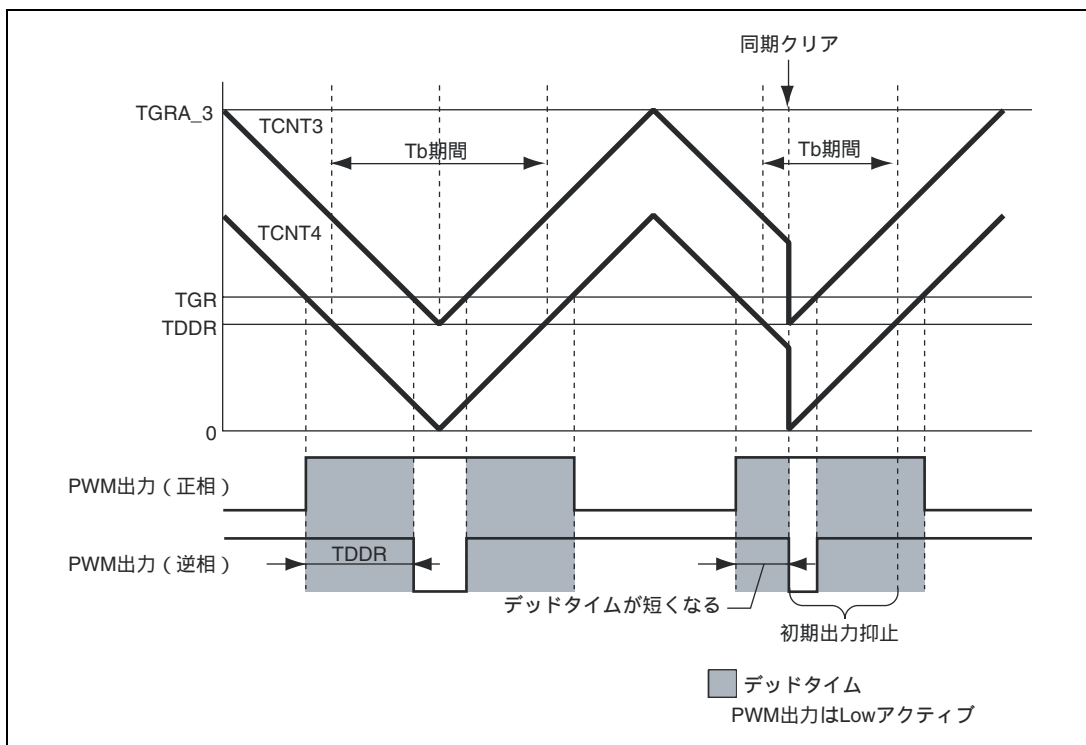 同期クリア
TGRA_3
TCNT3
Tb期間
Tb期間
TCNT4
TGR
TDDR
0
PWM出力（正相）
PWM出力（逆相）
TDDR
デッドタイムが短くなる
初期出力抑止
デッドタイム
PWM出力はLowアクティブ